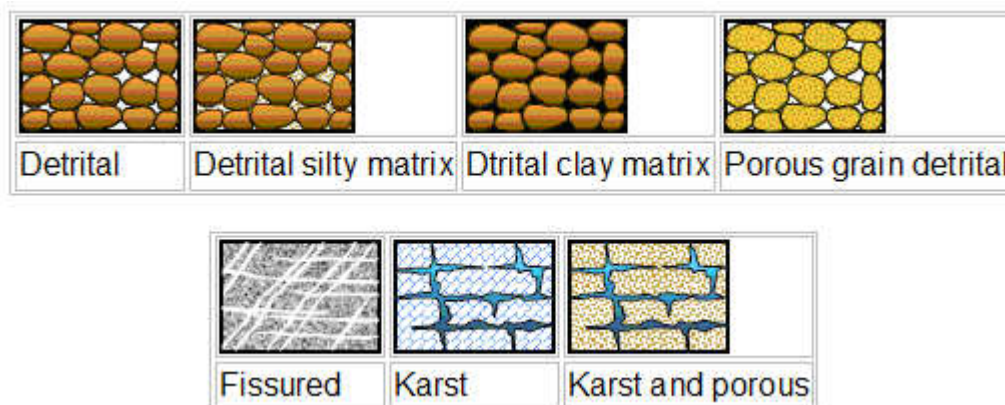 Detrital Detrital silty matrix Dtrital clay matrix Porous grain detrital
Fissured Karst Karst and porous